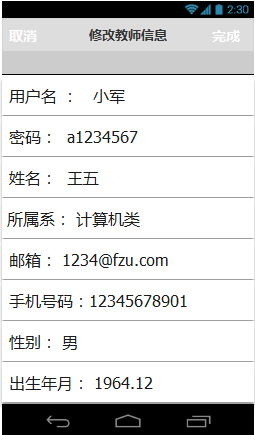 2:30
取消 修改教师信息 完成
用户名 ： 小军
密码： a1234567
姓名： 王五
所属系： 计算机类
邮箱： 1234@fzu.com
手机号码：12345678901
性别： 男
出生年月： 1964.12